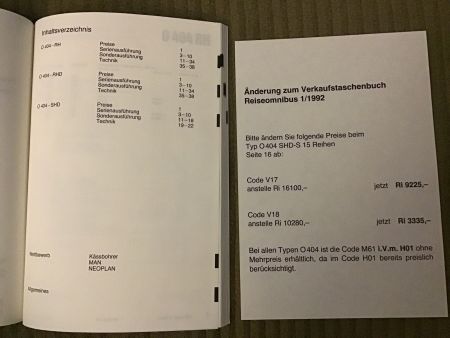 Inhaltsverzeichnis
O 404 - RH Preise 1
Serienausführung 3-10
Sonderausführung 11-34
Technik 35-38
O 404 - RHD Preise 1
Serienausführung 3-10
Sonderausführung 11-34
Technik 35-38
O 404 - SHD Preise 1
Serienausführung 3-10
Sonderausführung 11-18
Technik 19-22
Wettbewerb Kässbohrer
MAN
NEOPLAN
Allgemeines
Änderung zum Verkaufstaschenbuch
Reiseomnibus 1/1992
Bitte ändern Sie folgende Preise beim
Typ O 404 SHD-S 15 Reihen
Seite 16 ab:
Code V17
anstelle Ri 16100,– jetzt Ri 9225,–
Code V18
anstelle Ri 10280,– jetzt Ri 3335,–
Bei allen Typen O 404 ist die Code M61 i.V.m. H01 ohne
Mehrpreis erhältlich, da im Code H01 bereits preislich
berücksichtigt.